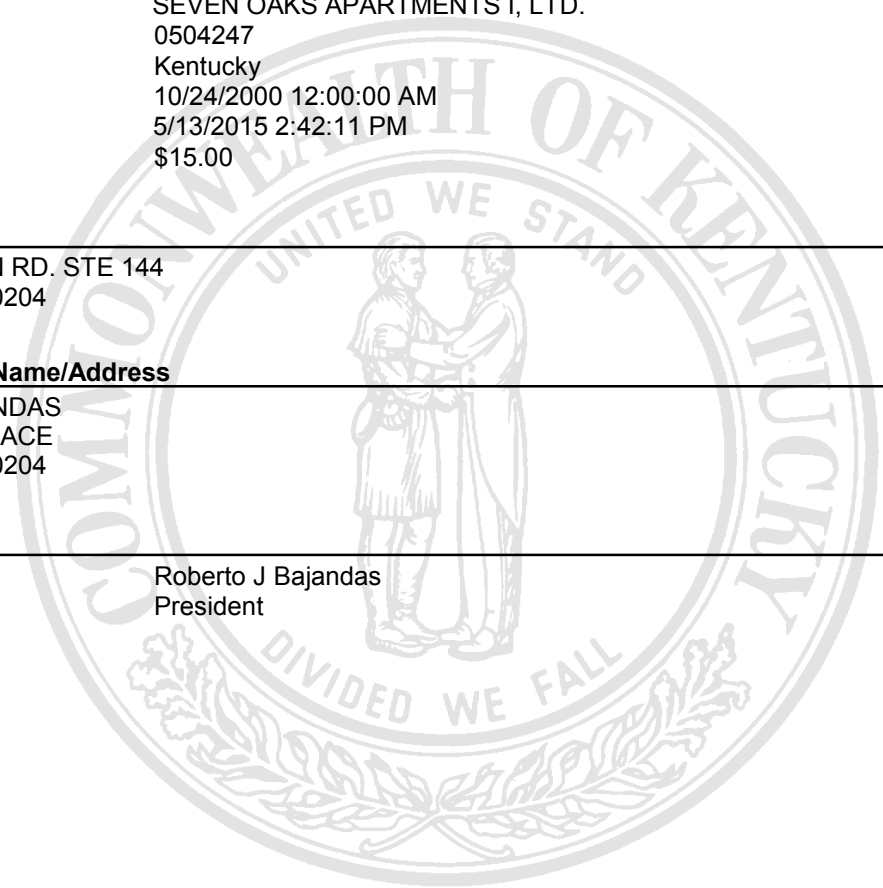 SEVEN OAKS APARTMENTS I, LTD.
0504247
Kentucky
10/24/2000 12:00:00 AM
5/13/2015 2:42:11 PM
$15.00
RD. STE 144
0204
Name/Address
NDAS
ACE
0204
Roberto J Bajandas
President
COMMONWEALTH OF KENTUCKY
UNITED WE STAND
DIVIDED WE FALL